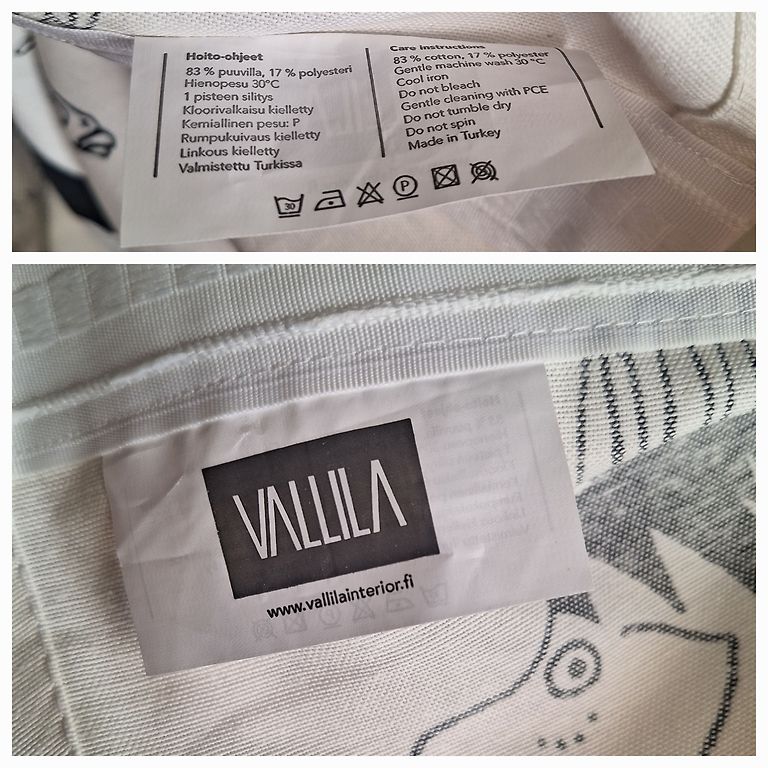 Hoito-ohjeet
83 % puuvilla, 17 % polyesteri
Hienopesu 30°C
1 pisteen silitys
Kloorivalkaisu kielletty
Kemiallinen pesu: P
Rumpukuivaus kielletty
Linkous kielletty
Valmistettu Turkissa
Care instructions
83 % cotton, 17 % polyester
Gentle machine wash 30 °C
Cool iron
Do not bleach
Gentle cleaning with PCE
Do not tumble dry
Do not spin
Made in Turkey
30
P
VALLILA
www.vallilainterior.fi